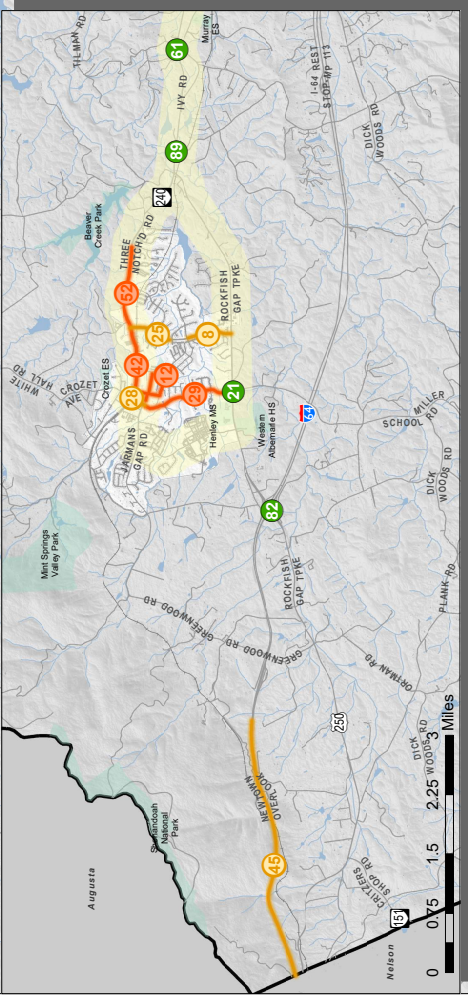 TILMAN RD
61
Murray
ES
IVY RD
I-64 REST
STOP-MP 113
89
DICK
WOODS RD
240
Beaver
Creek Park
THREE
NOTCH'D RD
52
ROCKFISH
GAP TPKE
25
8
42
12
WHITE
HALL RD
CROZET
AVE
Crozet ES
28
29
21
64
MILLER
SCHOOL RD
JARMANS
GAP RD
Henley MS
Western
Albemarle HS
DICK
WOODS RD
82
Mint Springs
Valley Park
ROCKFISH
GAP TPKE
PLANK RD
GREENWOOD RD
GREENWOOD RD
ORTMAN RD
250
DICK
WOODS RD
NEWTOWN
OVERLOOK
Shenandoah
National
Park
45
CRITZERS
SHOP RD
Augusta
151
Nelson
0 0.75 1.5 2.25 3
Miles